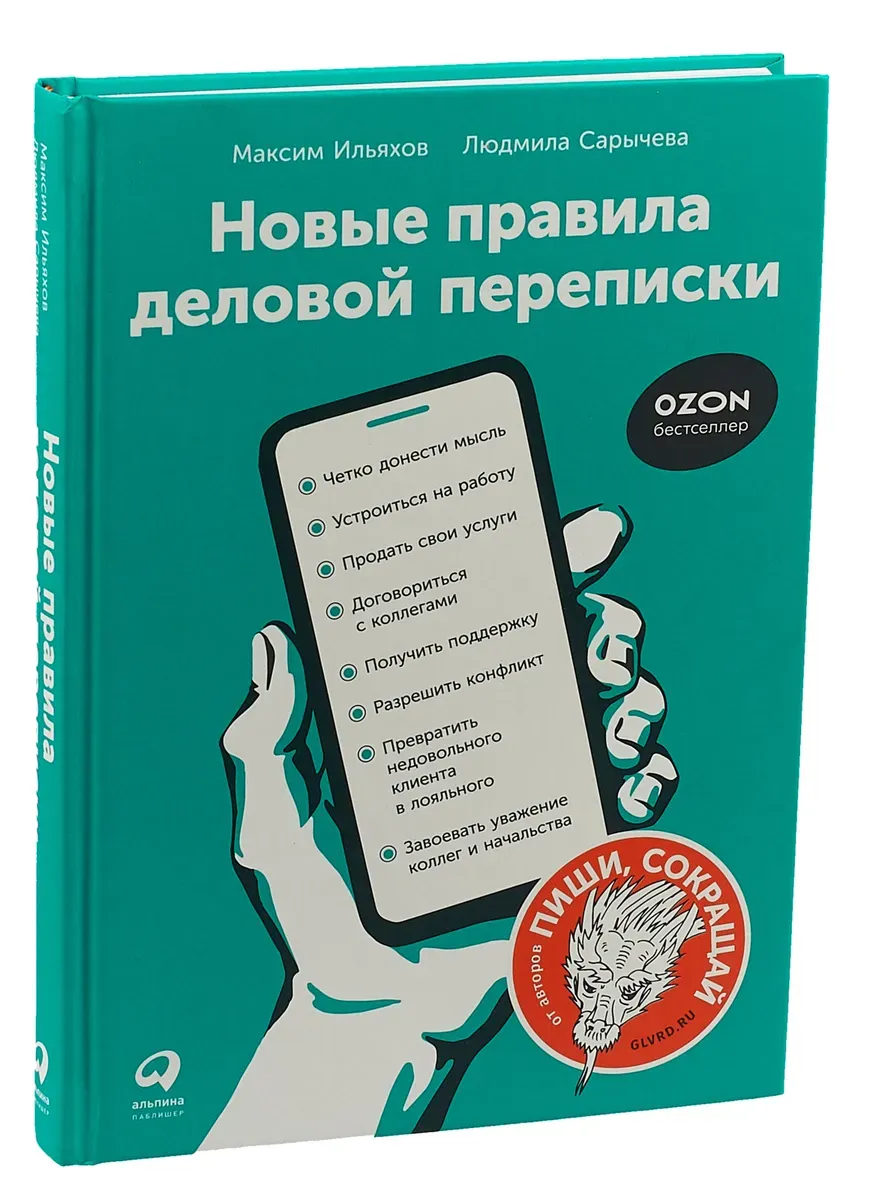 Максим Ильяхов Людмила Сарычева
Новые правила
деловой переписки
OZON
бестселлер
Четко донести мысль
Устроиться на работу
Продать свои услуги
Договориться
с коллегами
Получить поддержку
Разрешить конфликт
Превратить
недовольного
клиента
в лояльного
Завоевать уважение
коллег и начальства
от авторов
ПИШИ, СОКРАЩАЙ
GLVRD.RU
альпина
ПАБЛИШЕР
Максим Ильяхов
Новые правила